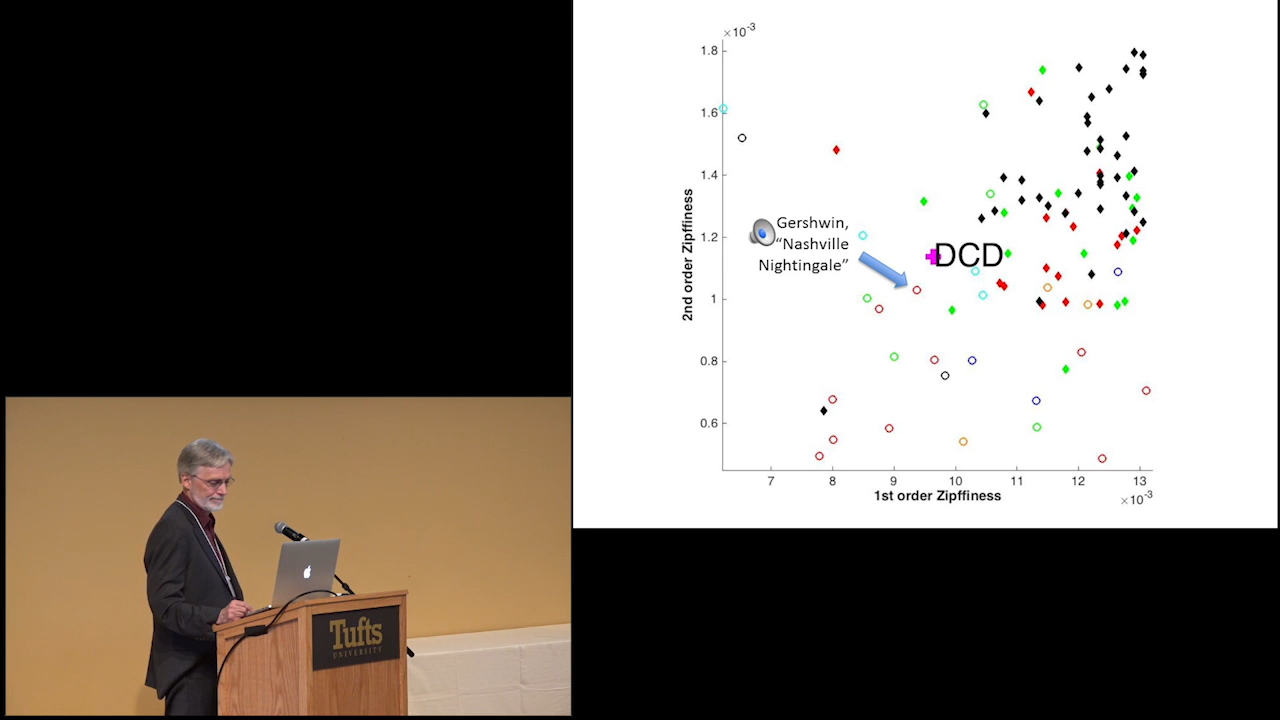 ×10⁻³
1.8
1.6
1.4
1.2
1
0.8
0.6
2nd order Zipffiness
Gershwin,
“Nashville
Nightingale”
DCD
7
8
9
10
11
12
13
1st order Zipffiness
×10⁻³
Tufts
UNIVERSITY